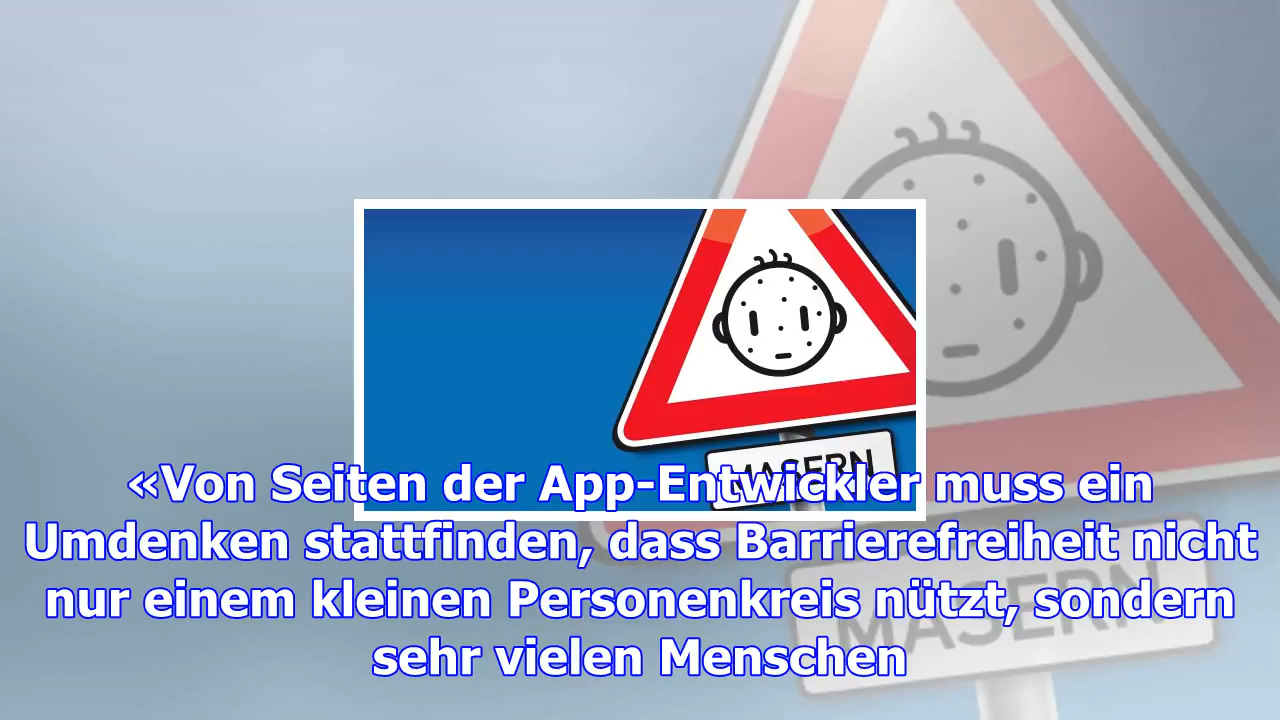 MASERN
«Von Seiten der App-Entwickler muss ein
Umdenken stattfinden, dass Barrierefreiheit nicht
nur einem kleinen Personenkreis nützt, sondern
sehr vielen Menschen
MASERN